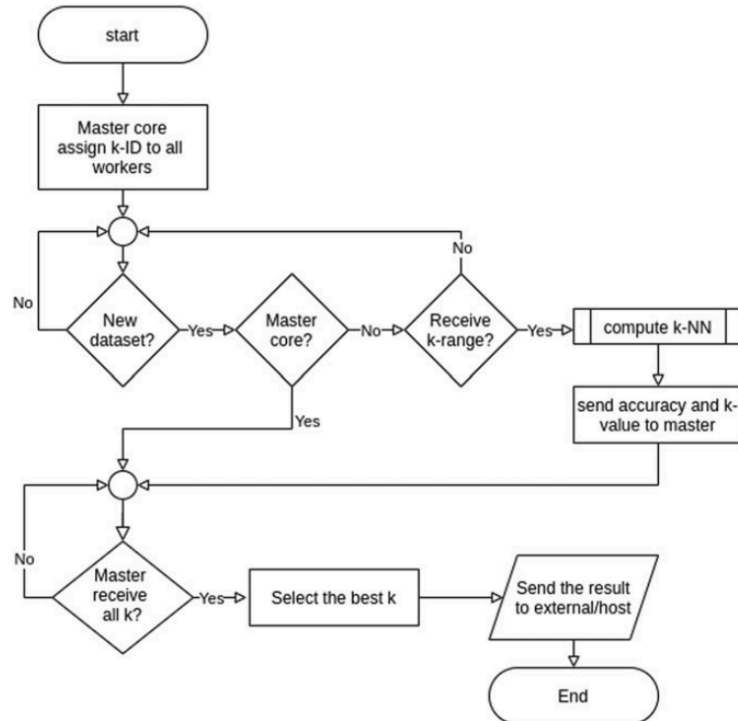 start
Master core
assign k-ID to all
workers
No
No
New
dataset?
Yes
Master
core?
No
Receive
k-range?
Yes
compute k-NN
send accuracy and k-
value to master
Yes
No
Master
receive
all k?
Yes
Select the best k
Send the result
to external/host
End